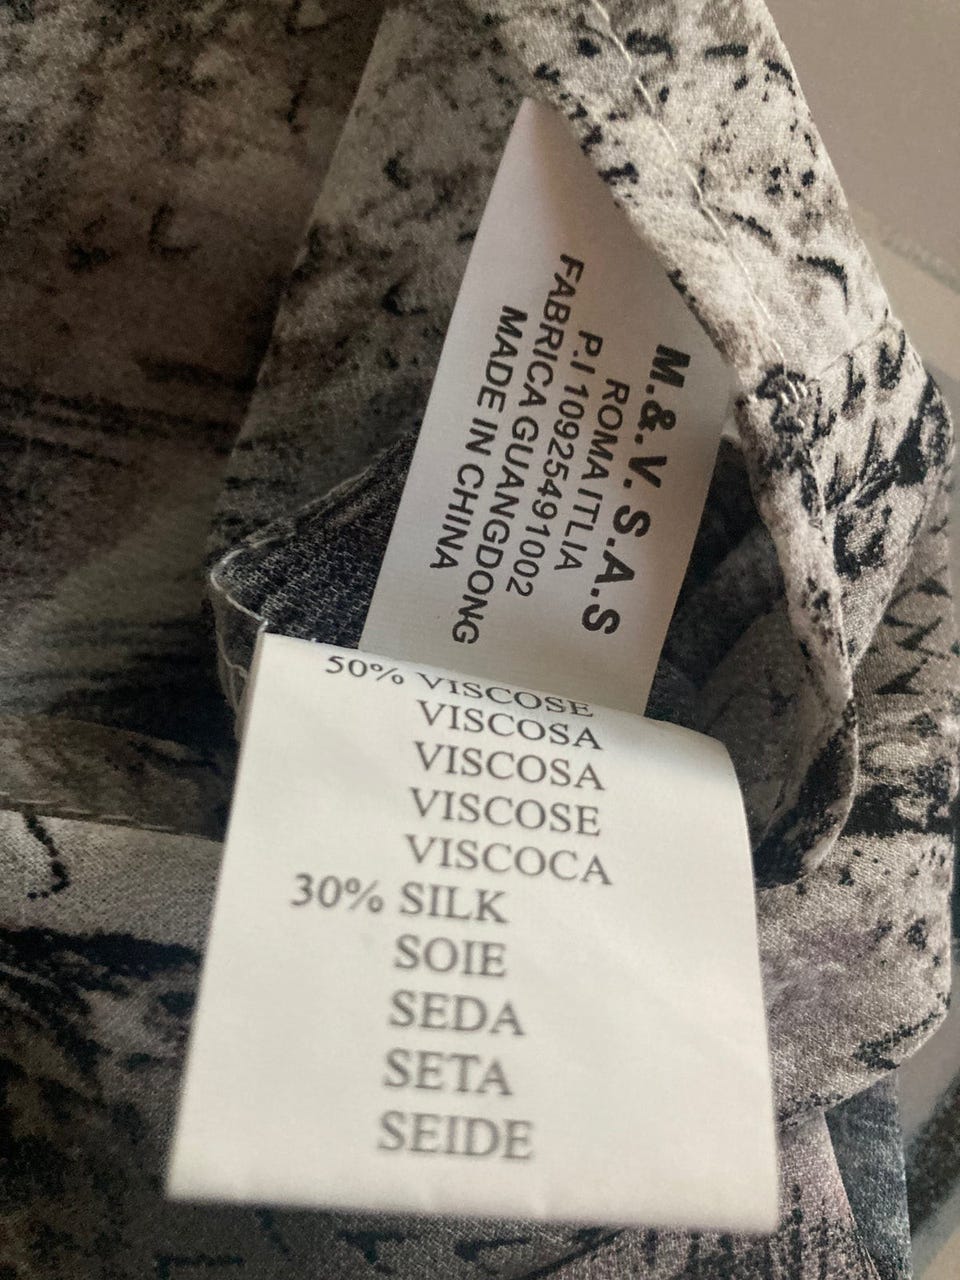 M.&.V. S.A.S
ROMA ITLIA
P.I 10925491002
FABRICA GUANGDONG
MADE IN CHINA
50% VISCOSE
VISCOSA
VISCOSA
VISCOSE
VISCOCA
30% SILK
SOIE
SEDA
SETA
SEIDE